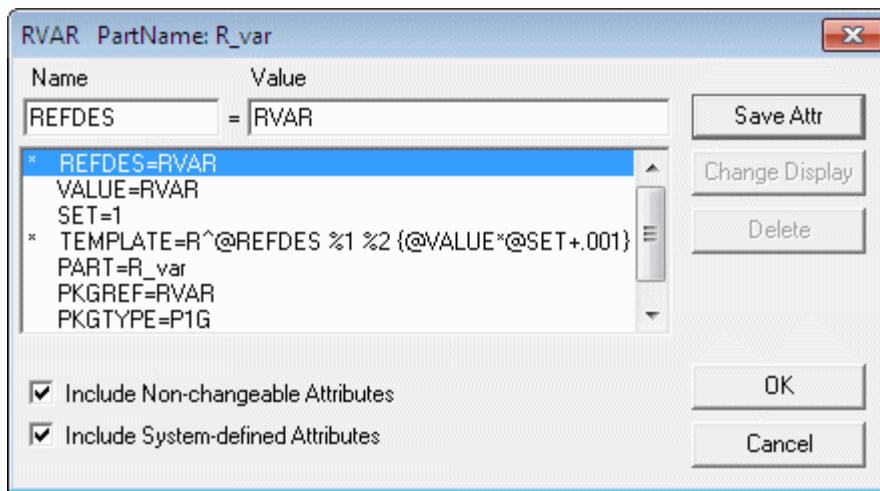 RVAR PartName: R_var
Name Value
REFDES = RVAR
Save Attr
* REFDES=RVAR
VALUE=RVAR
SET=1
* TEMPLATE=R^@REFDES %1 %2 {@VALUE*@SET+.001}
PART=R_var
PKGREF=RVAR
PKGTYPE=P1G
Change Display
Delete
Include Non-changeable Attributes
Include System-defined Attributes
OK
Cancel